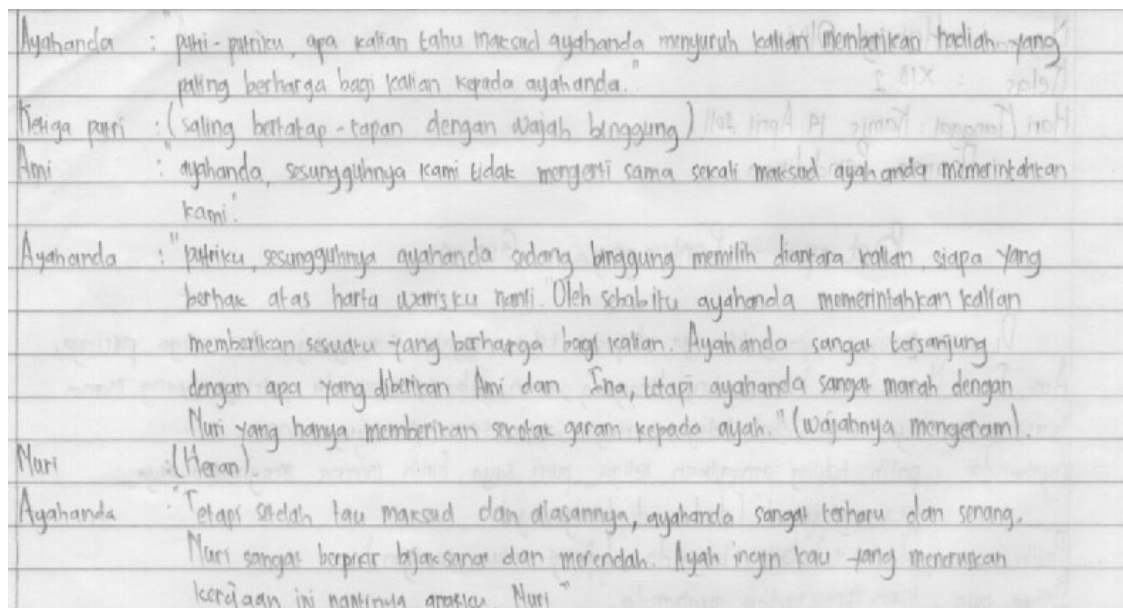 Ayahanda : "putri-putriku, apa kalian tahu maksud ayahanda menyuruh kalian memberikan hadiah yang
paling berharga bagi kalian kepada ayahanda."
Ketiga putri : (saling bertatap-tapan dengan wajah binggung)
Ami : "ayahanda, sesungguhnya kami tidak mengerti sama sekali maksud ayahanda memerintahkan
kami."
Ayahanda : "putriku, sesungguhnya ayahanda sedang binggung memilih diantara kalian, siapa yang
berhak atas harta warisku nanti. Oleh sebab itu ayahanda memerintahkan kalian
memberikan sesuatu yang berharga bagi kalian. Ayahanda sangat tersanjung
dengan apa yang diberikan Ami dan Ina, tetapi ayahanda sangat marah dengan
Nuri yang hanya memberikan sekotak garam kepada ayah." (wajahnya mengeram).
Nuri : (Heran)
Ayahanda : "Tetapi setelah tau maksud dan alasannya, ayahanda sangat terharu dan senang.
Nuri sangat berpikir bijaksana dan merendah. Ayah ingin kau yang meneruskan
kerajaan ini nantinya anakku, Nuri"